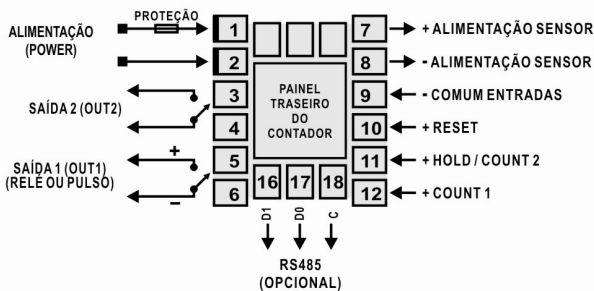 PROTEÇÃO
ALIMENTAÇÃO
(POWER)
SAÍDA 2 (OUT2)
SAÍDA 1 (OUT1)
(RELÉ OU PULSO)
+
–
1
2
3
4
5
6
PAINEL
TRASEIRO
DO
CONTADOR
16
17
18
D1
D0
C
RS485
(OPCIONAL)
7
+ ALIMENTAÇÃO SENSOR
8
- ALIMENTAÇÃO SENSOR
9
- COMUM ENTRADAS
10
+ RESET
11
+ HOLD / COUNT 2
12
+ COUNT 1